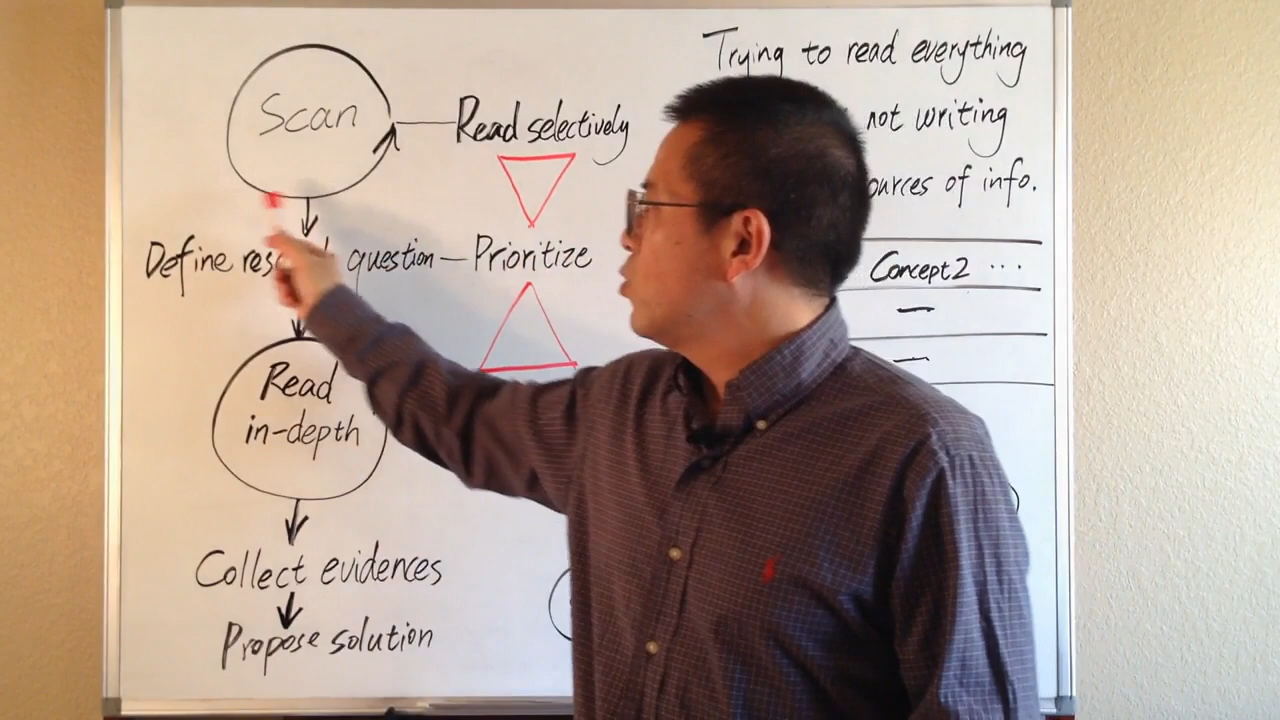 Scan
Read selectively
Define question – Prioritize
Read
in-depth
Collect evidences
Propose solution
Trying to read everything
not writing
of info.
Concept2 ...